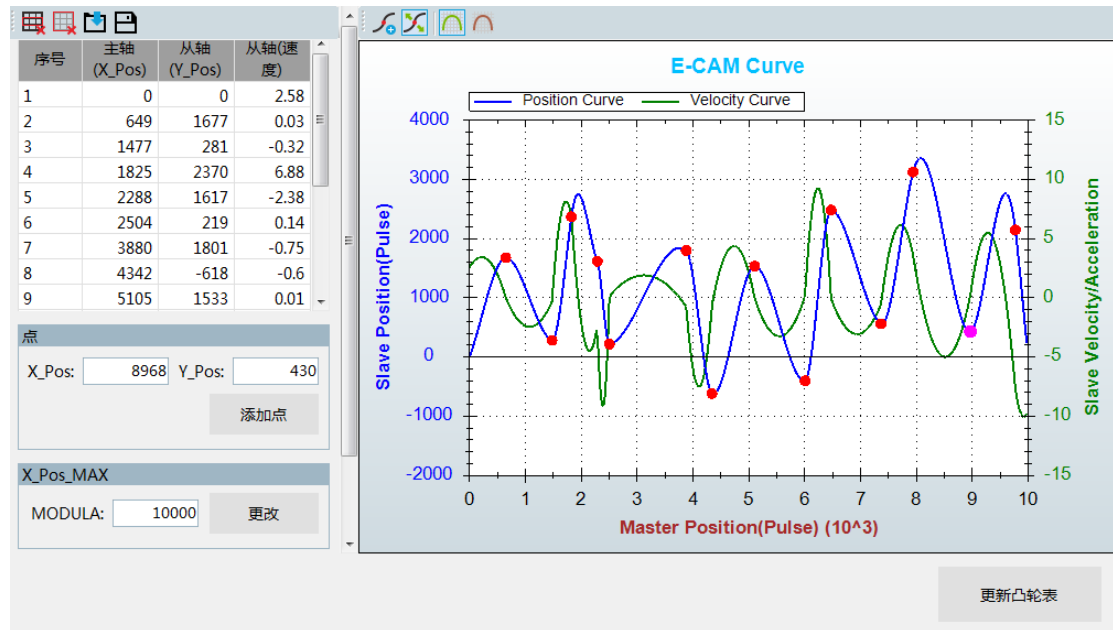 序号 主轴(X_Pos) 从轴(Y_Pos) 从轴(速度)
1 0 0 2.58
2 649 1677 0.03
3 1477 281 -0.32
4 1825 2370 6.88
5 2288 1617 -2.38
6 2504 219 0.14
7 3880 1801 -0.75
8 4342 -618 -0.6
9 5105 1533 0.01
点
X_Pos: 8968 Y_Pos: 430
添加点
X_Pos_MAX
MODULA: 10000 更改
E-CAM Curve
Position Curve Velocity Curve
Slave Position(Pulse)
4000
3000
2000
1000
0
-1000
-2000
15
10
5
0
-5
-10
-15
Slave Velocity/Acceleration
0 1 2 3 4 5 6 7 8 9 10
Master Position(Pulse) (10^3)
更新凸轮表